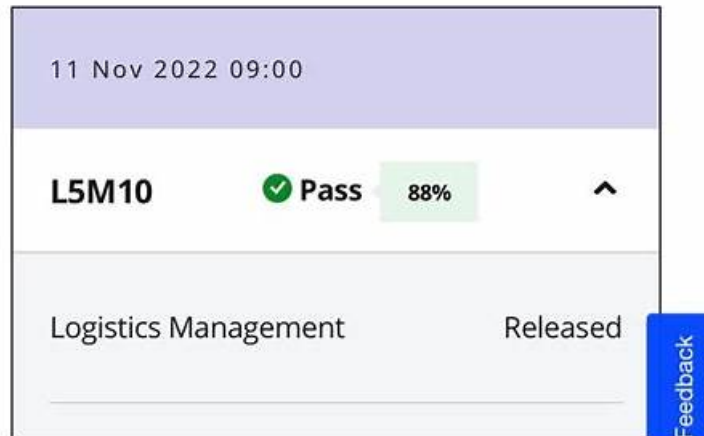 11 Nov 2022 09:00
L5M10 Pass 88%
Logistics Management Released
Feedback